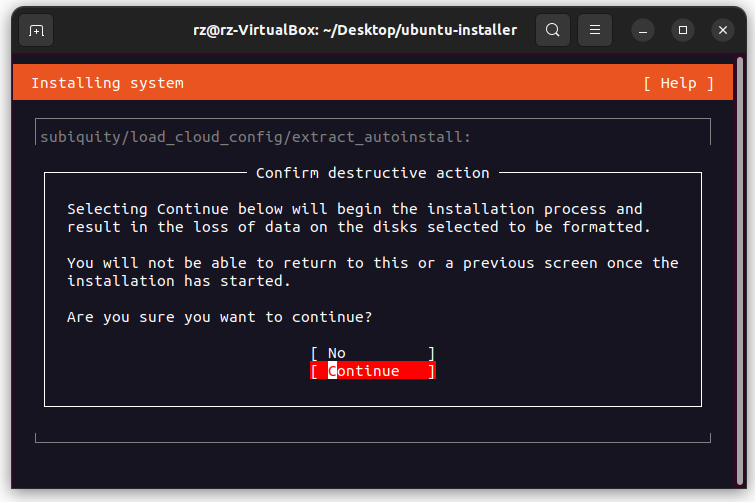 rz@rz-VirtualBox: ~/Desktop/ubuntu-installer
Installing system [ Help ]
subiquity/load_cloud_config/extract_autoinstall:
Confirm destructive action
Selecting Continue below will begin the installation process and
result in the loss of data on the disks selected to be formatted.
You will not be able to return to this or a previous screen once the
installation has started.
Are you sure you want to continue?
[ No ]
[ Continue ]